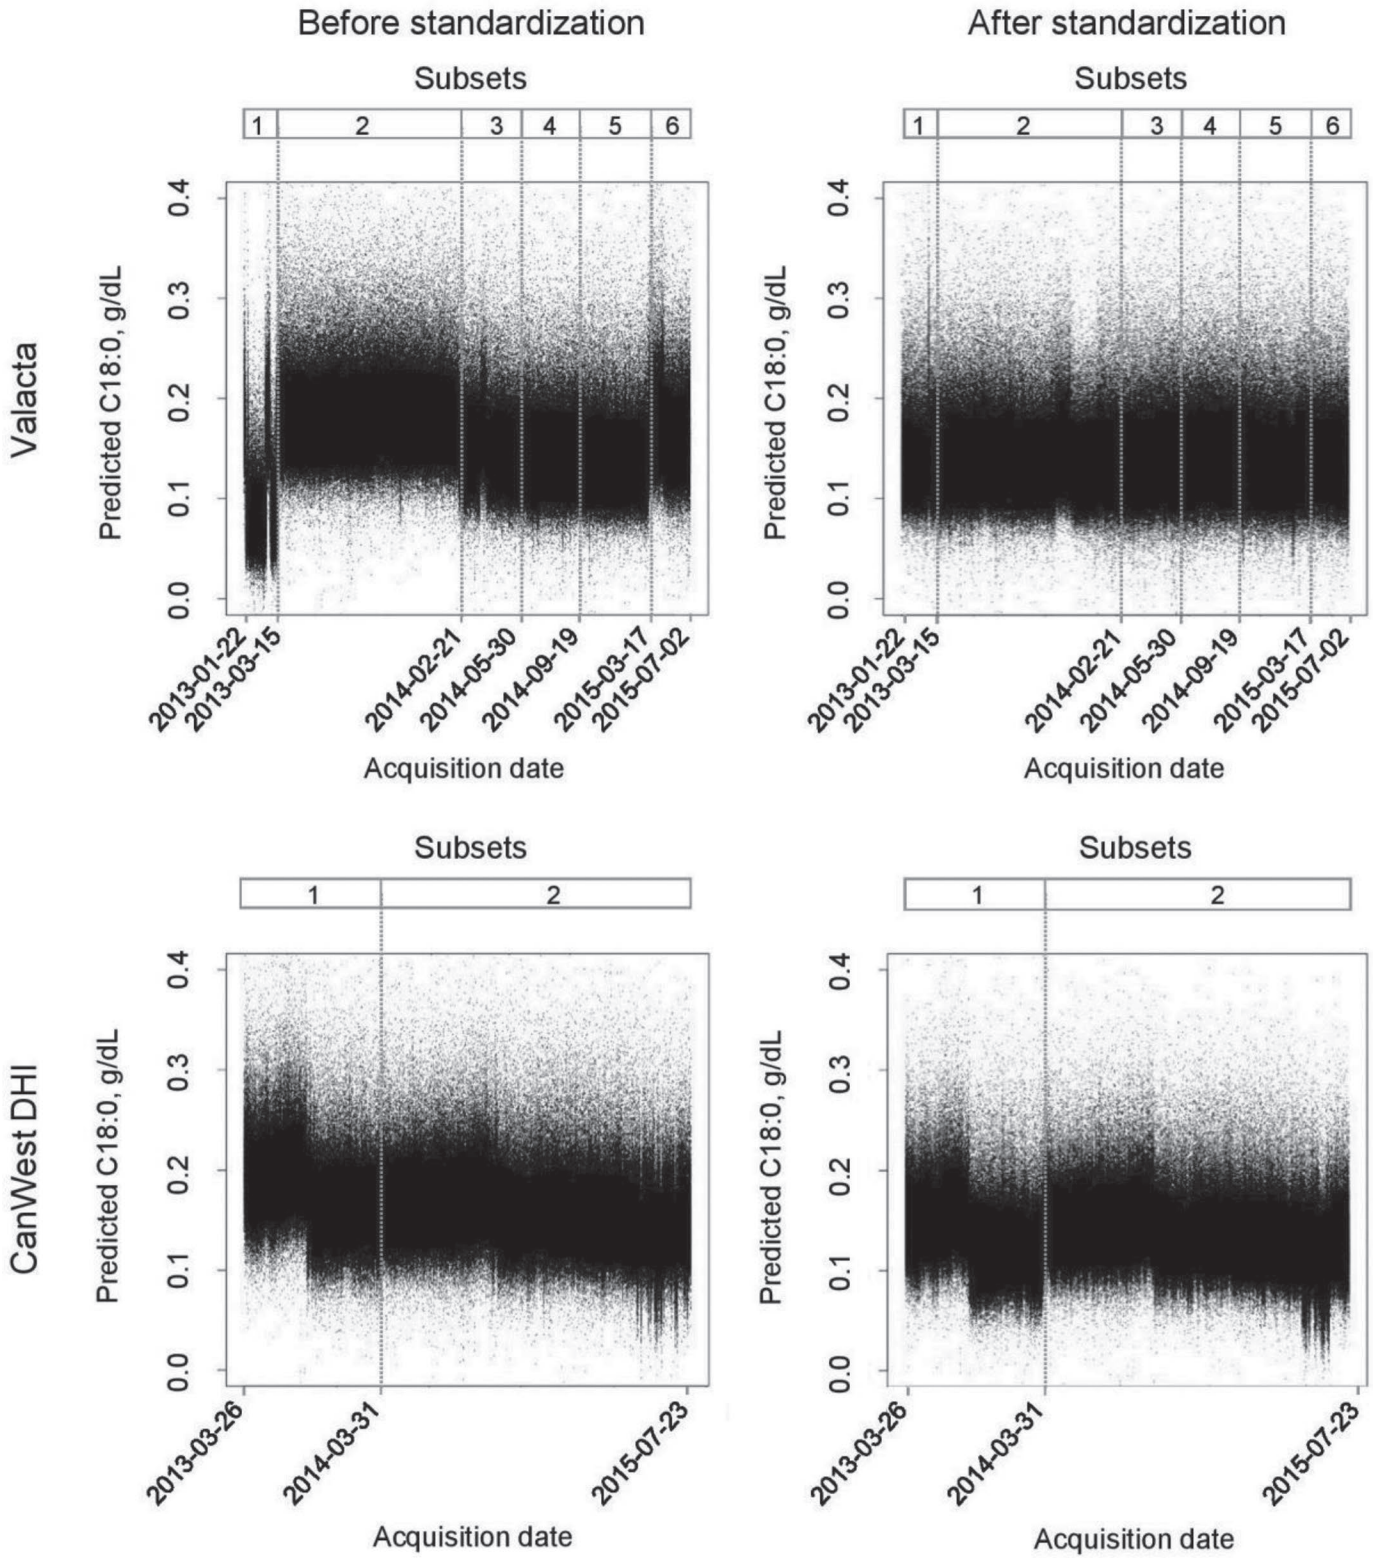 Before standardization
After standardization
Subsets
Subsets
1 2 3 4 5 6
1 2 3 4 5 6
Valacta
Predicted C18:0, g/dL
0.4
0.3
0.2
0.1
0.0
2013-01-22
2013-03-15
2014-02-21
2014-05-30
2014-09-19
2015-03-17
2015-07-02
Acquisition date
Predicted C18:0, g/dL
0.4
0.3
0.2
0.1
0.0
2013-01-22
2013-03-15
2014-02-21
2014-05-30
2014-09-19
2015-03-17
2015-07-02
Acquisition date
Subsets
Subsets
1 2
1 2
CanWest DHI
Predicted C18:0, g/dL
0.4
0.3
0.2
0.1
0.0
2013-03-26
2014-03-31
2015-07-23
Acquisition date
Predicted C18:0, g/dL
0.4
0.3
0.2
0.1
0.0
2013-03-26
2014-03-31
2015-07-23
Acquisition date